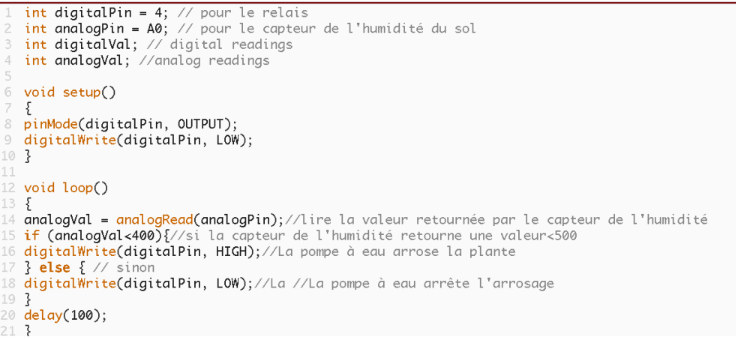 1 int digitalPin = 4; // pour le relais
2 int analogPin = A0; // pour le capteur de l'humidité du sol
3 int digitalVal; // digital readings
4 int analogVal; //analog readings
5
6 void setup()
7 {
8 pinMode(digitalPin, OUTPUT);
9 digitalWrite(digitalPin, LOW);
10 }
11
12 void loop()
13 {
14 analogVal = analogRead(analogPin);//lire la valeur retournée par le capteur de l'humidité
15 if (analogVal<400){//si la capteur de l'humidité retourne une valeur<500
16 digitalWrite(digitalPin, HIGH);//La pompe à eau arrose la plante
17 } else { // sinon
18 digitalWrite(digitalPin, LOW);//La //La pompe à eau arrête l'arrosage
19 }
20 delay(100);
21 }